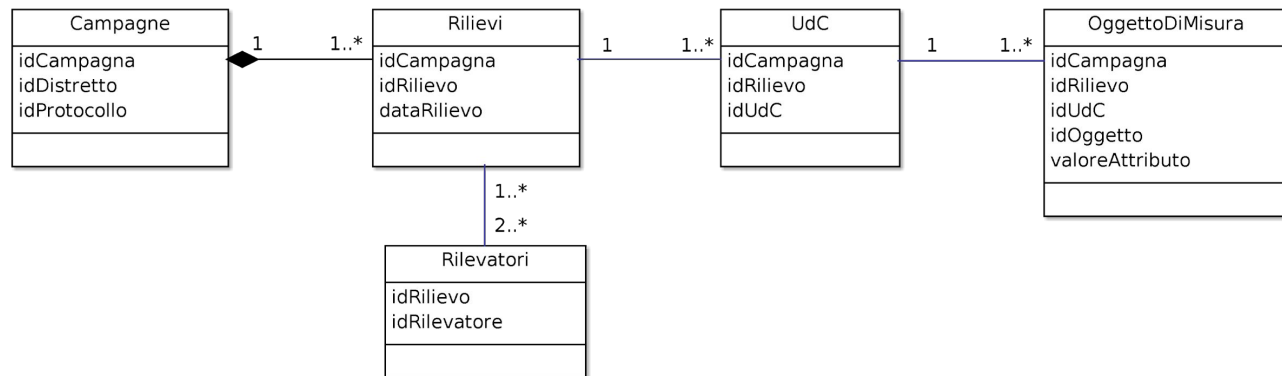 Campagne
idCampagna
idDistretto
idProtocollo
1
1..*
Rilievi
idCampagna
idRilievo
dataRilievo
1
1..*
UdC
idCampagna
idRilievo
idUdC
1
1..*
OggettoDiMisura
idCampagna
idRilievo
idUdC
idOggetto
valoreAttributo
1..*
2..*
Rilevatori
idRilievo
idRilevatore